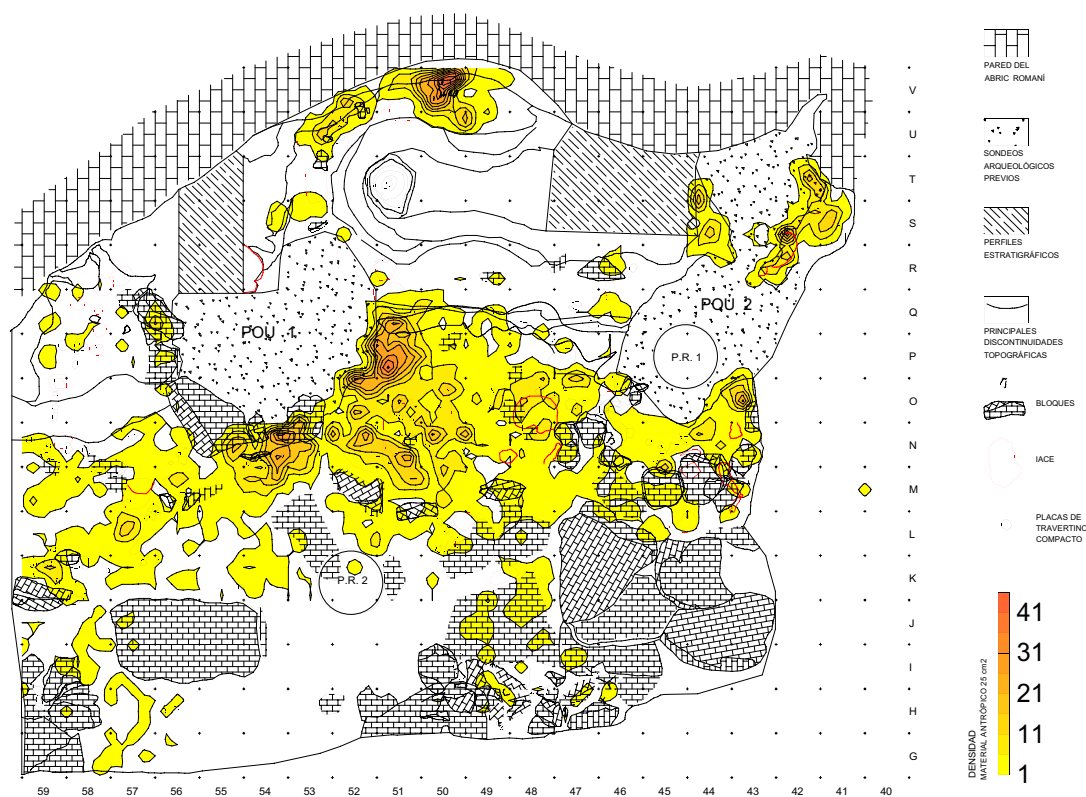 PARED DEL
ABRIC ROMANÍ
V
U
SONDEOS
ARQUEOLÓGICOS
PREVIOS
T
S
PERFILES
ESTRATIGRÁFICOS
R
POU 1
POU 2
Q
PRINCIPALES
DISCONTINUIDADES
TOPOGRÁFICAS
P.R. 1
P
BLOQUES
O
N
IACE
M
PLACAS DE
TRAVERTINO
COMPACTO
L
P.R. 2
K
J
I
H
G
DENSIDAD
MATERIAL ANTRÓPICO 25 cm2
41
31
21
11
1
59 58 57 56 55 54 53 52 51 50 49 48 47 46 45 44 43 42 41 40